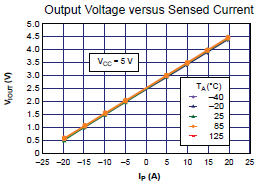 Output Voltage versus Sensed Current
5.0
4.5
4.0
3.5
3.0
2.5
2.0
1.5
1.0
0.5
0
VIOUT (V)
VCC = 5 V
TA (°C)
–40
–20
25
85
125
–25 –20 –15 –10 –5 0 5 10 15 20 25
IP (A)